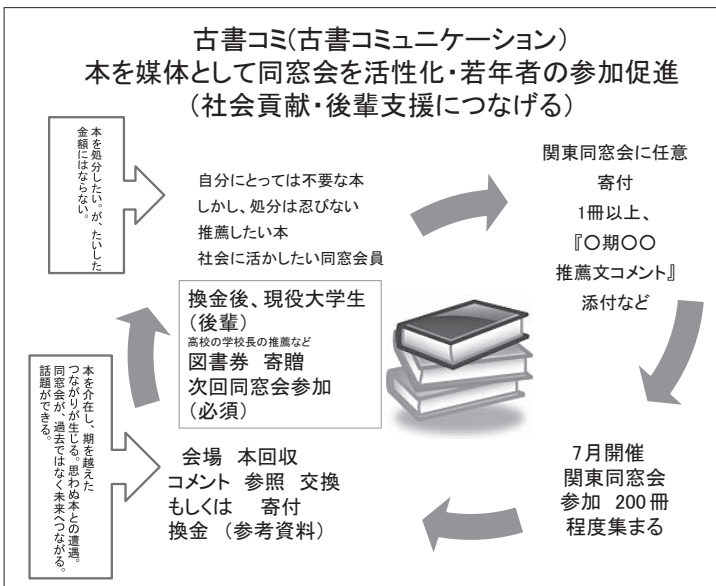 古書コミ(古書コミュニケーション)
本を媒体として同窓会を活性化・若年者の参加促進
(社会貢献・後輩支援につなげる)
本を処分したい。が、たいした
金額にはならない。
自分にとっては不要な本
しかし、処分は忍びない
推薦したい本
社会に活かしたい同窓会員
関東同窓会に任意
寄付
1冊以上、
『〇期〇〇
推薦文コメント』
添付など
7月開催
関東同窓会
参加 200冊
程度集まる
会場 本回収
コメント 参照 交換
もしくは 寄付
換金 (参考資料)
本を介在し、期を越えた
つながりが生じる。思わぬ本との遭遇。
同窓会が、過去ではなく未来へつながる。
話題ができる。
換金後、現役大学生
(後輩)
高校の学校長の推薦など
図書券 寄贈
次回同窓会参加
(必須)